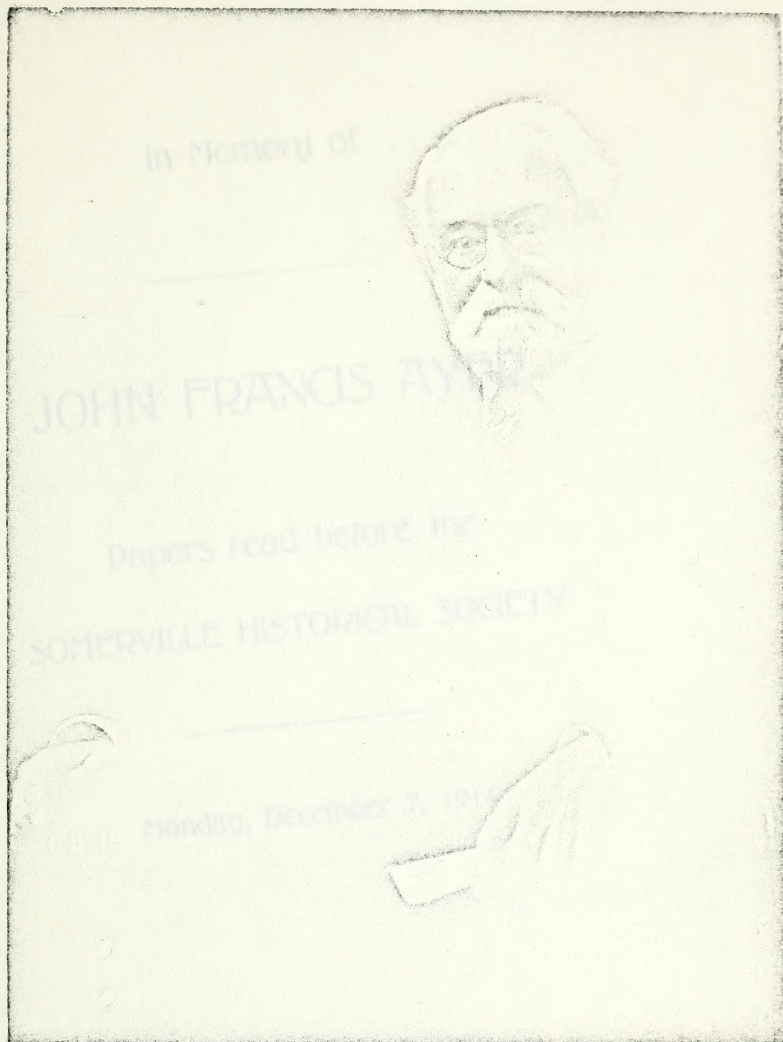 In Memory of
JOHN FRANCIS AYER
Papers read before the
SOMERVILLE HISTORICAL SOCIETY
Monday, December 7,